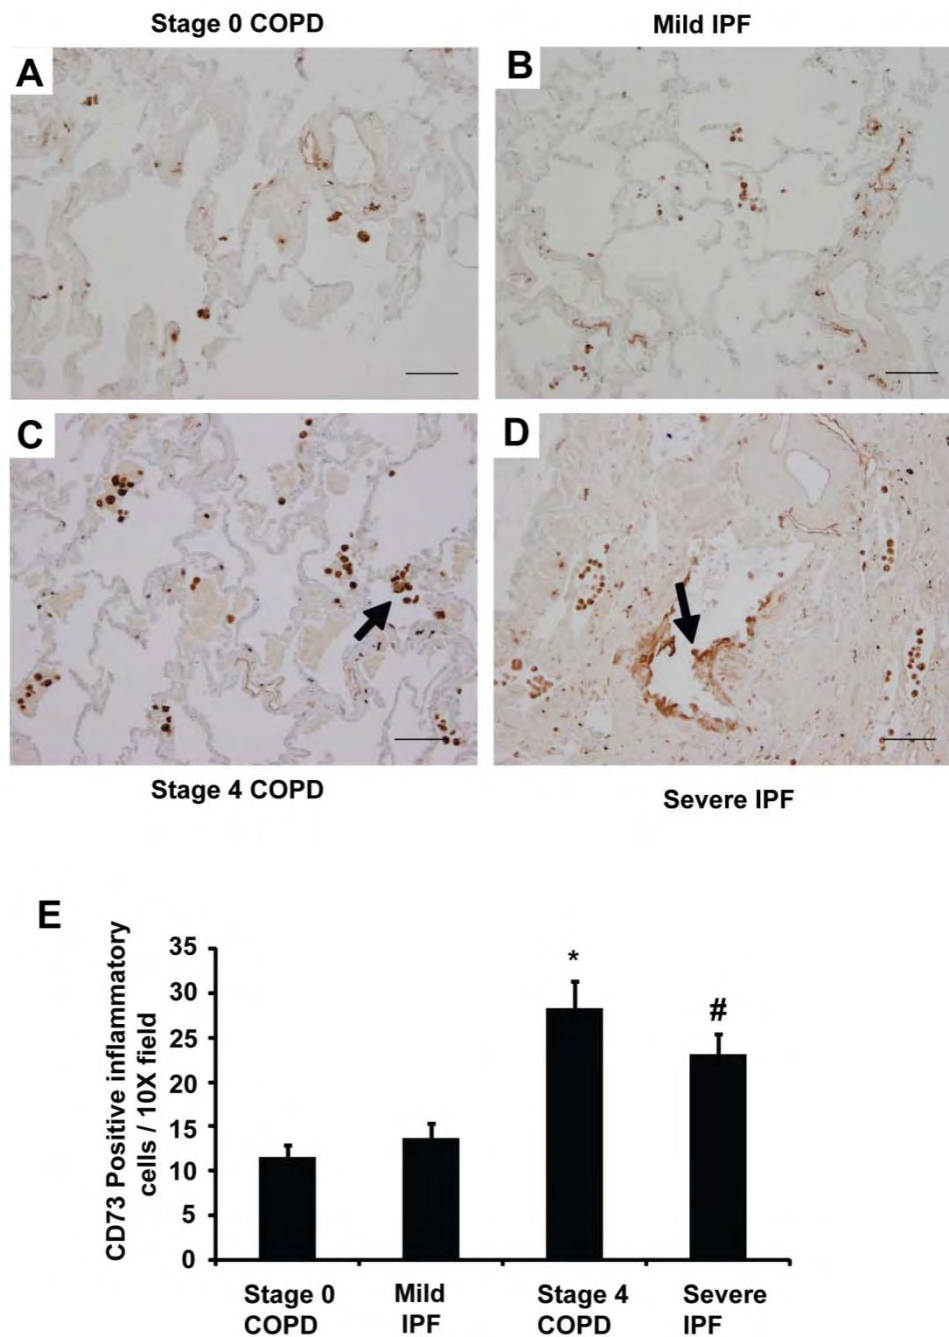 Stage 0 COPD
Mild IPF
A
B
C
D
Stage 4 COPD
Severe IPF
E
CD73 Positive inflammatory
cells / 10X field
35
30
25
20
15
10
5
0
*
#
Stage 0
COPD
Mild
IPF
Stage 4
COPD
Severe
IPF